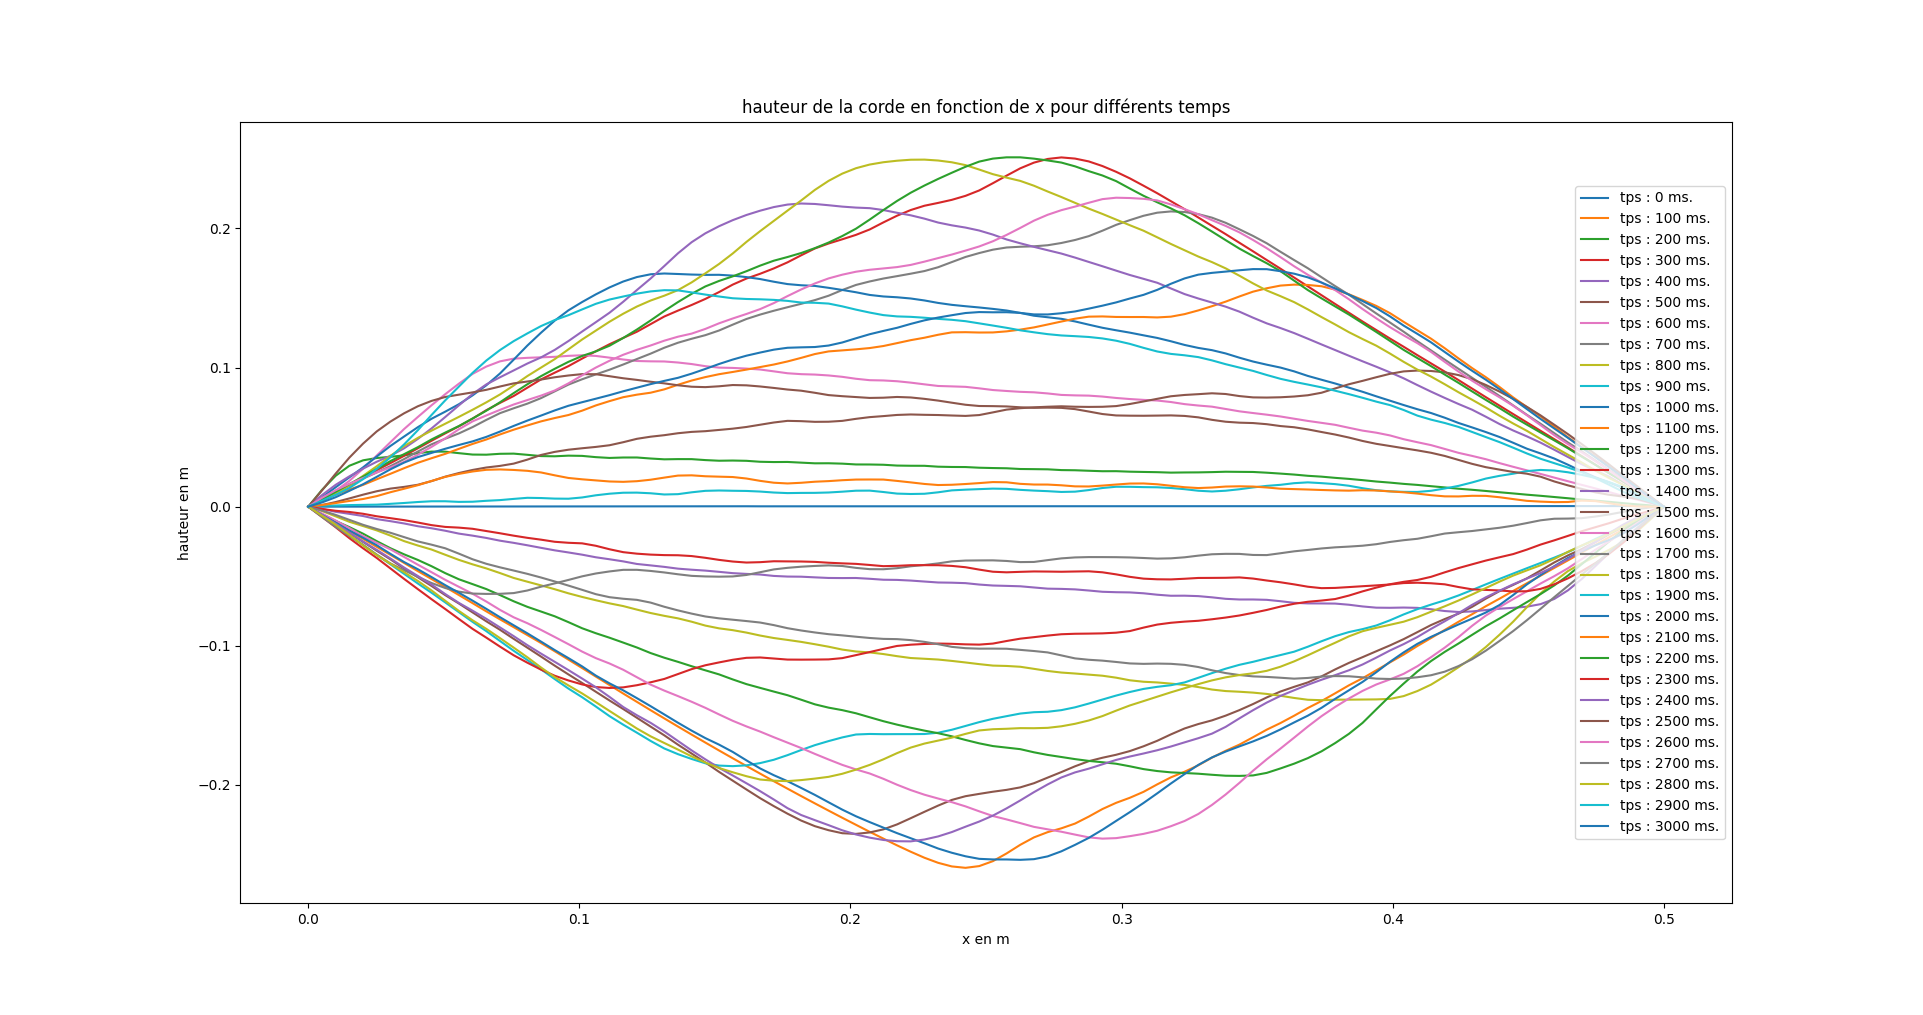 hauteur de la corde en fonction de x pour différents temps
hauteur en m
0.2
0.1
0.0
−0.1
−0.2
0.0 0.1 0.2 0.3 0.4 0.5
x en m
tps : 0 ms.
tps : 100 ms.
tps : 200 ms.
tps : 300 ms.
tps : 400 ms.
tps : 500 ms.
tps : 600 ms.
tps : 700 ms.
tps : 800 ms.
tps : 900 ms.
tps : 1000 ms.
tps : 1100 ms.
tps : 1200 ms.
tps : 1300 ms.
tps : 1400 ms.
tps : 1500 ms.
tps : 1600 ms.
tps : 1700 ms.
tps : 1800 ms.
tps : 1900 ms.
tps : 2000 ms.
tps : 2100 ms.
tps : 2200 ms.
tps : 2300 ms.
tps : 2400 ms.
tps : 2500 ms.
tps : 2600 ms.
tps : 2700 ms.
tps : 2800 ms.
tps : 2900 ms.
tps : 3000 ms.